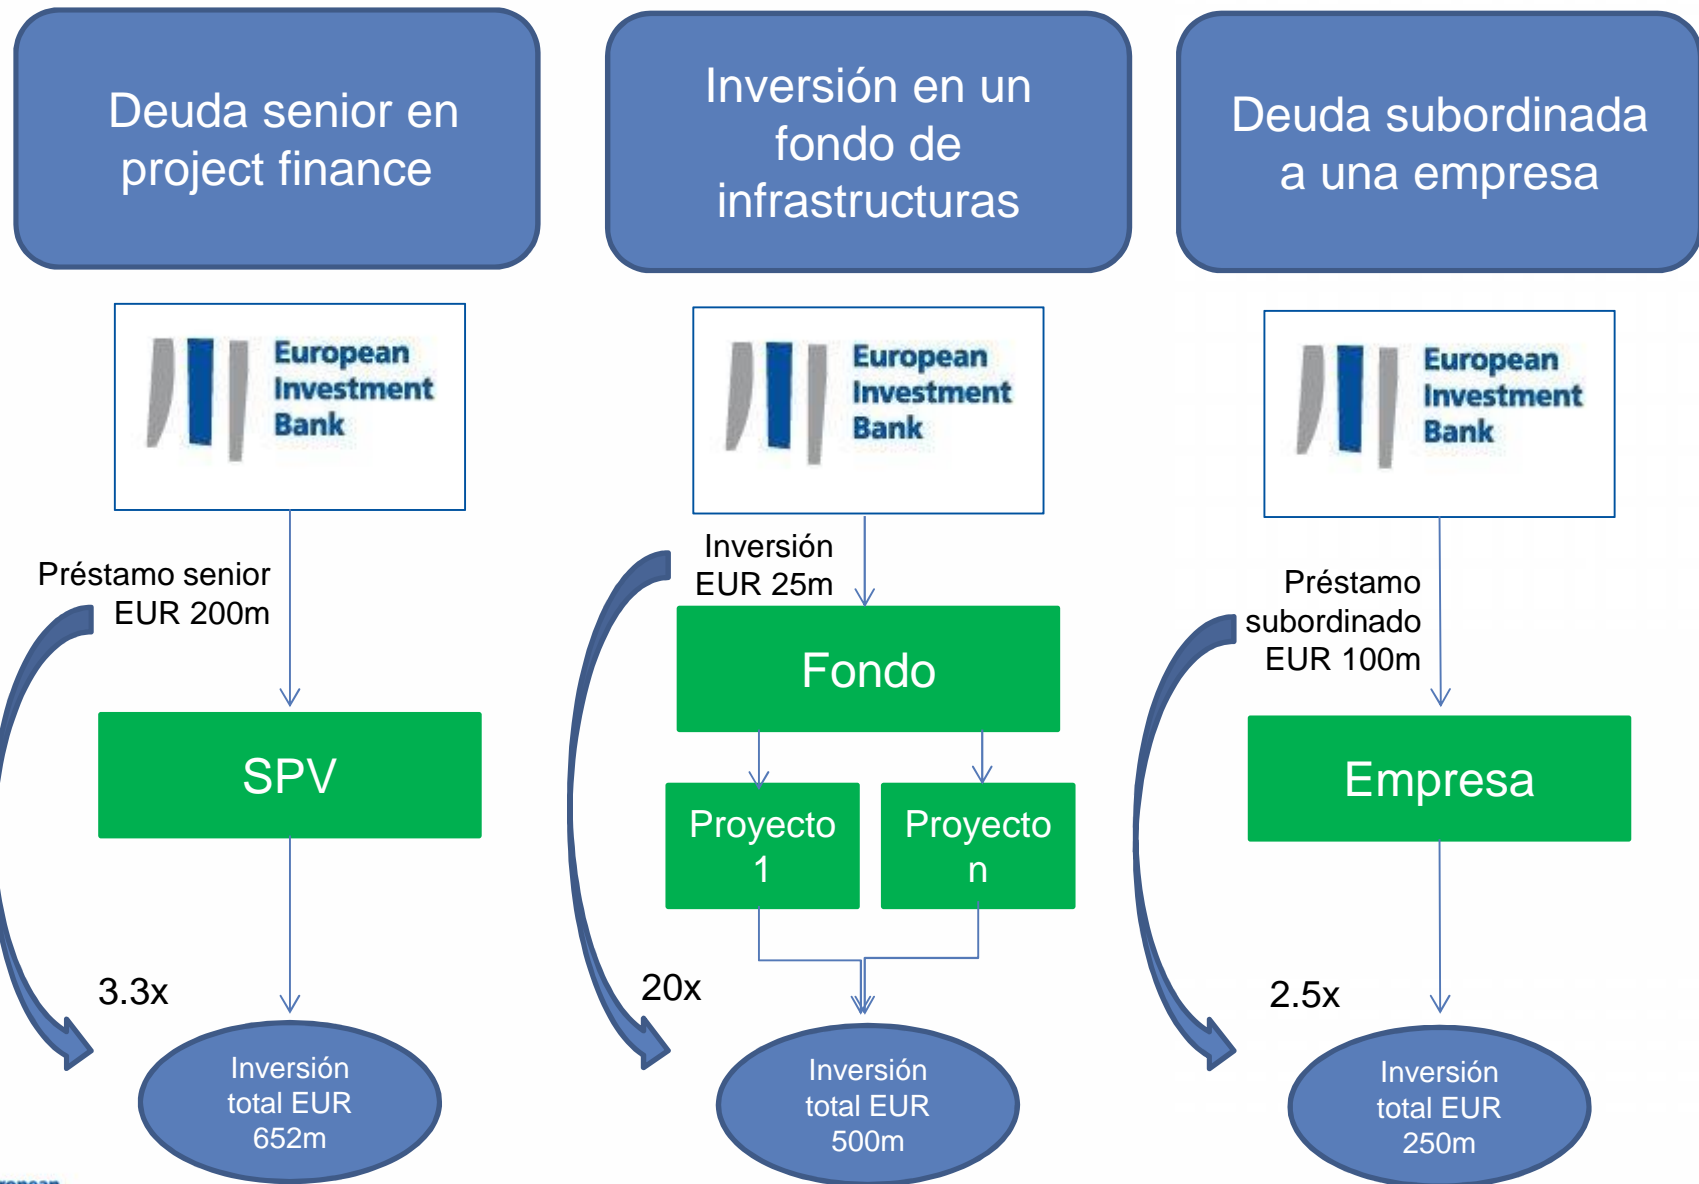 Deuda senior en
project finance
Inversión en un
fondo de
infrastructuras
Deuda subordinada
a una empresa
European
Investment
Bank
European
Investment
Bank
European
Investment
Bank
Préstamo senior
EUR 200m
Inversión
EUR 25m
Préstamo
subordinado
EUR 100m
SPV
Fondo
Proyecto
1
Proyecto
n
Empresa
3.3x
20x
2.5x
Inversión
total EUR
652m
Inversión
total EUR
500m
Inversión
total EUR
250m